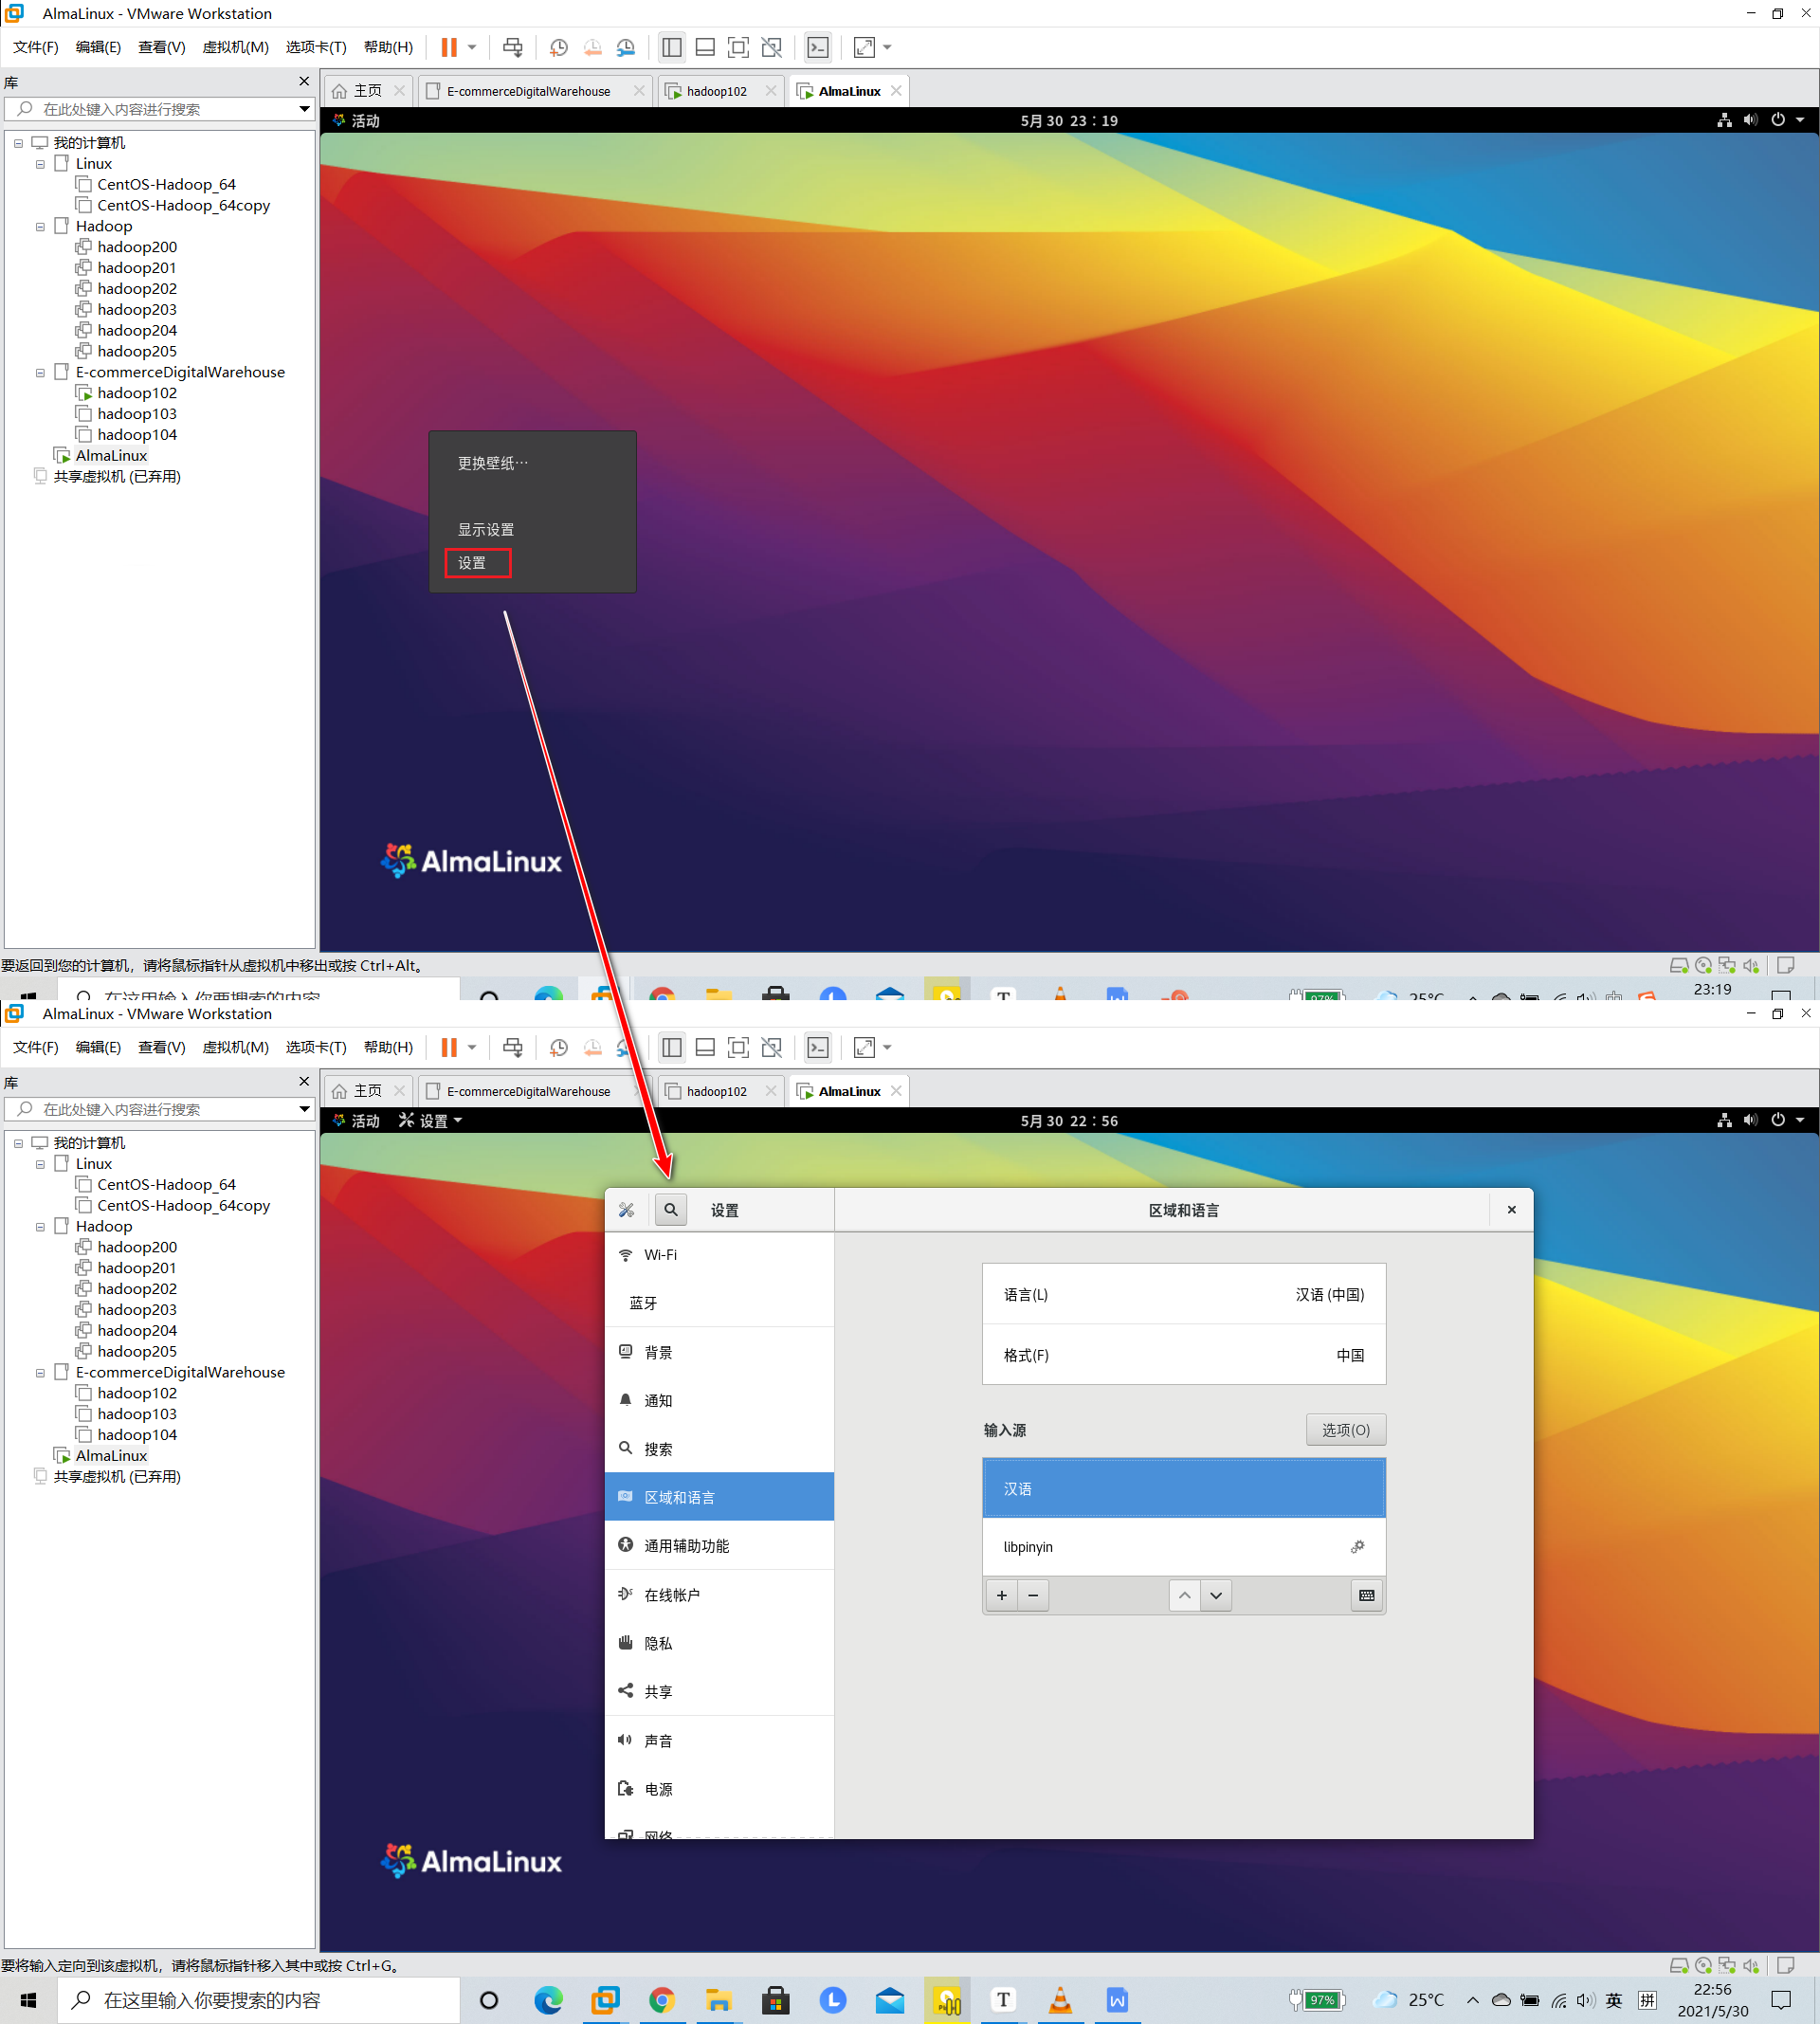 AlmaLinux - VMware Workstation
文件(F) 编辑(E) 查看(V) 虚拟机(M) 选项卡(T) 帮助(H)
库
在此处键入内容进行搜索
主页 E-commerceDigitalWarehouse hadoop102 AlmaLinux
活动 5月 30 23：19
我的计算机
Linux
CentOS-Hadoop_64
CentOS-Hadoop_64copy
Hadoop
hadoop200
hadoop201
hadoop202
hadoop203
hadoop204
hadoop205
E-commerceDigitalWarehouse
hadoop102
hadoop103
hadoop104
AlmaLinux
共享虚拟机 (已弃用)
更换壁纸…
显示设置
设置
AlmaLinux
要返回到您的计算机，请将鼠标指针从虚拟机中移出或按 Ctrl+Alt。
在这里输入你要搜索的内容 97% 25°C 23:19
AlmaLinux - VMware Workstation
文件(F) 编辑(E) 查看(V) 虚拟机(M) 选项卡(T) 帮助(H)
库
在此处键入内容进行搜索
主页 E-commerceDigitalWarehouse hadoop102 AlmaLinux
活动 设置 5月 30 22：56
我的计算机
Linux
CentOS-Hadoop_64
CentOS-Hadoop_64copy
Hadoop
hadoop200
hadoop201
hadoop202
hadoop203
hadoop204
hadoop205
E-commerceDigitalWarehouse
hadoop102
hadoop103
hadoop104
AlmaLinux
共享虚拟机 (已弃用)
设置 区域和语言
Wi-Fi
蓝牙
背景
通知
搜索
区域和语言
通用辅助功能
在线帐户
隐私
共享
声音
电源
网络
语言(L) 汉语 (中国)
格式(F) 中国
输入源 选项(O)
汉语
libpinyin
AlmaLinux
要将输入定向到该虚拟机，请将鼠标指针移入其中或按 Ctrl+G。
在这里输入你要搜索的内容 97% 25°C 英 拼 22:56
2021/5/30